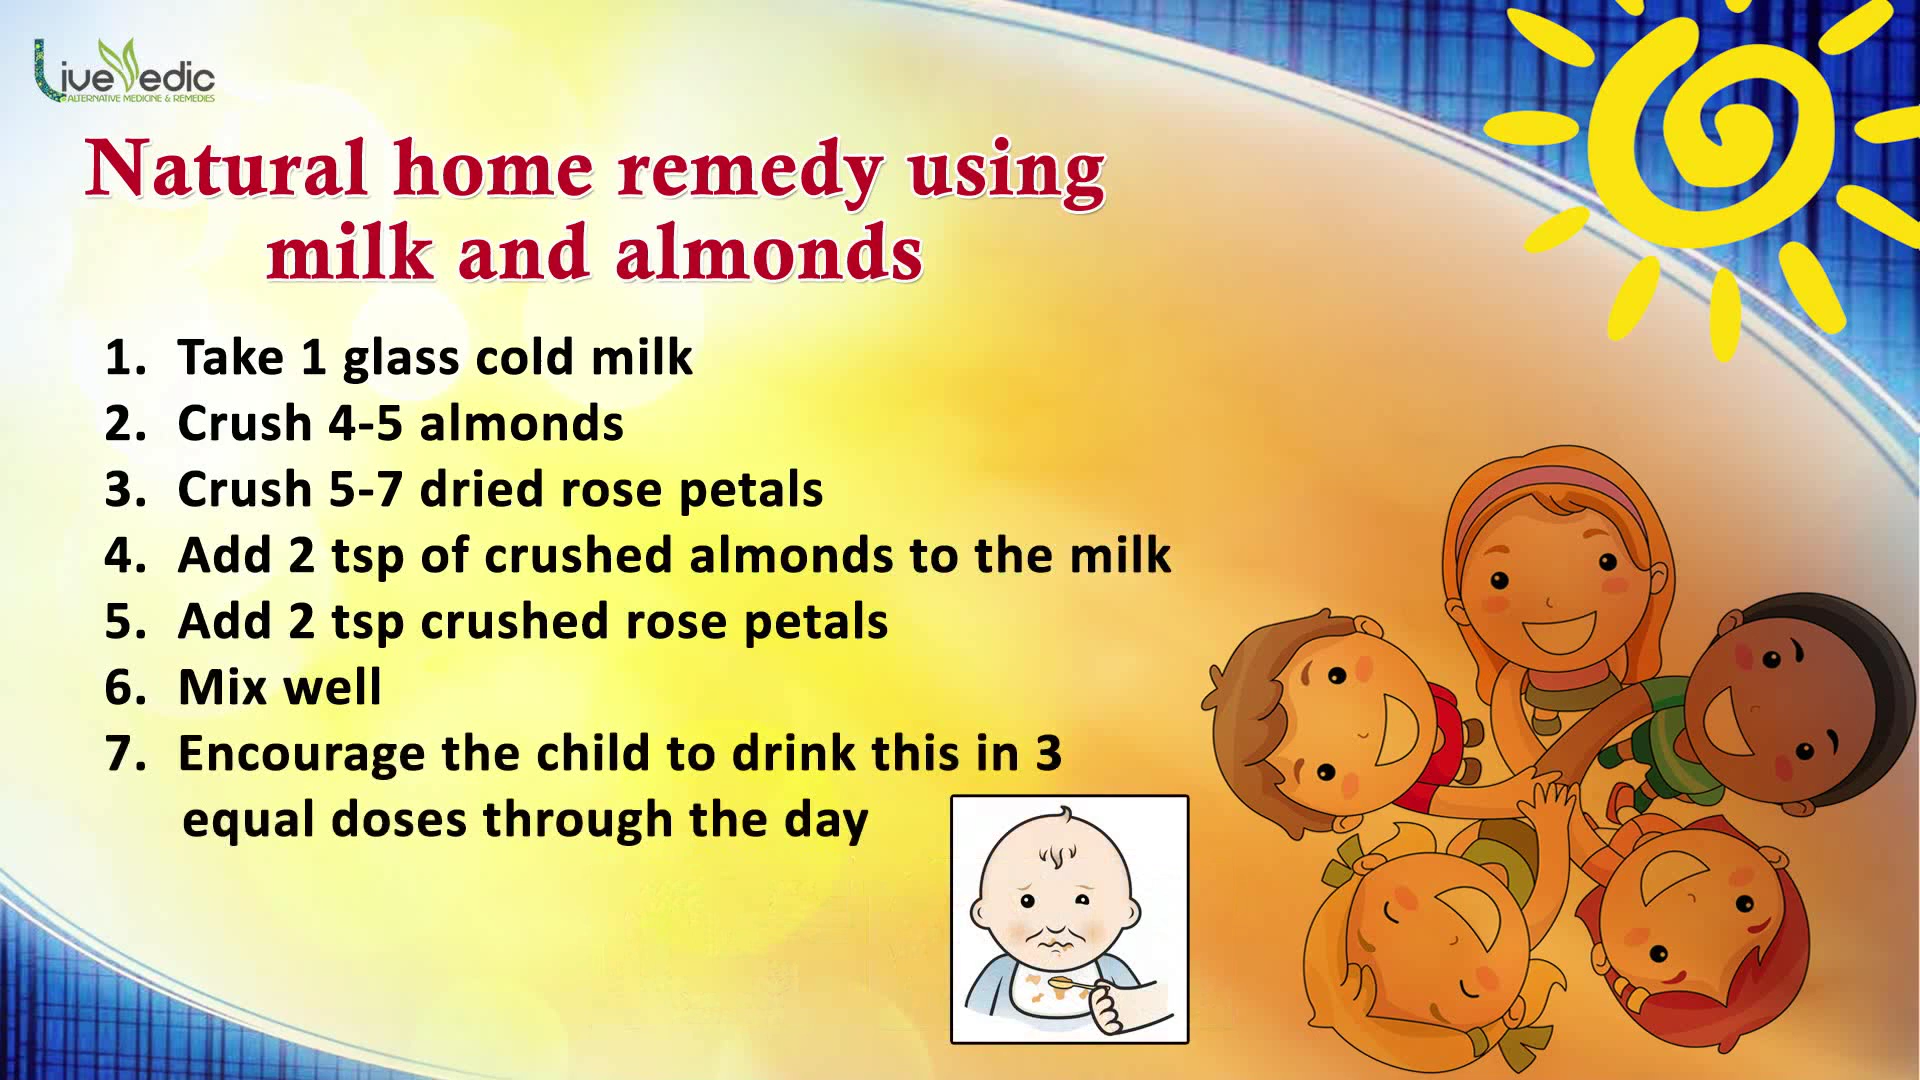 LiveVedic
ALTERNATIVE MEDICINE & REMEDIES
Natural home remedy using
milk and almonds
1. Take 1 glass cold milk
2. Crush 4-5 almonds
3. Crush 5-7 dried rose petals
4. Add 2 tsp of crushed almonds to the milk
5. Add 2 tsp crushed rose petals
6. Mix well
7. Encourage the child to drink this in 3
equal doses through the day